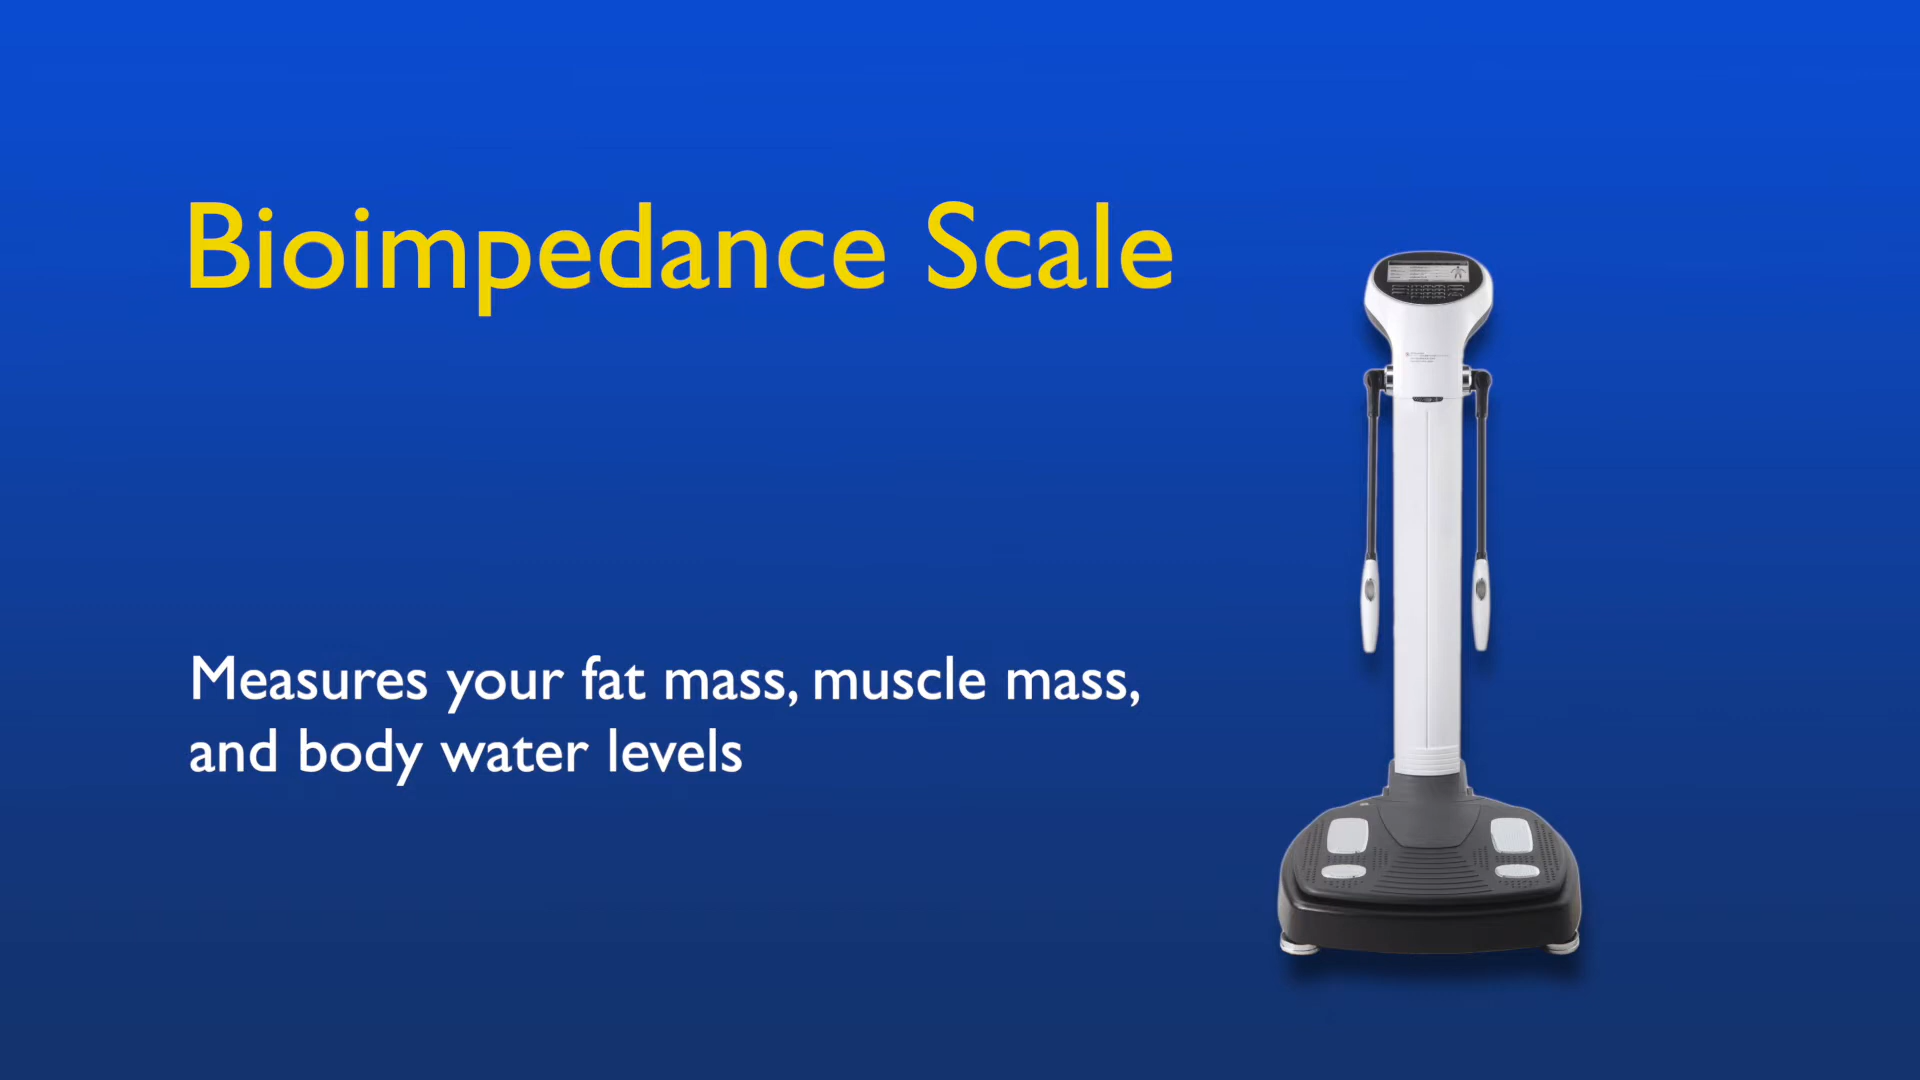 Bioimpedance Scale
Measures your fat mass, muscle mass,
and body water levels